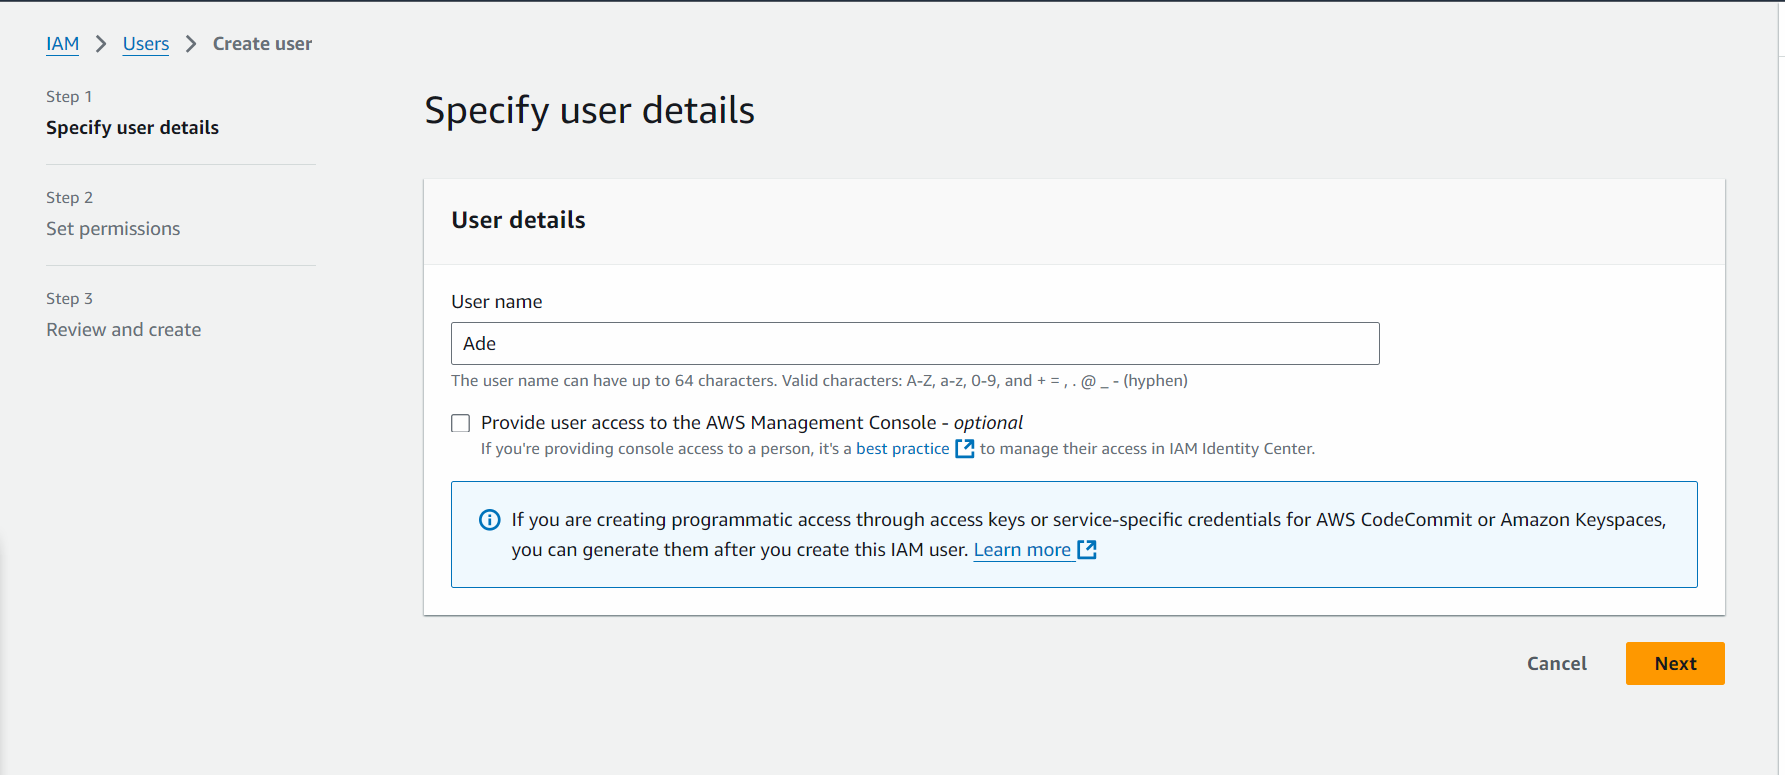 IAM > Users > Create user
Step 1
Specify user details
Step 2
Set permissions
Step 3
Review and create
Specify user details
User details
User name
Ade
The user name can have up to 64 characters. Valid characters: A-Z, a-z, 0-9, and + = , . @ _ - (hyphen)
Provide user access to the AWS Management Console - optional
If you're providing console access to a person, it's a best practice to manage their access in IAM Identity Center.
If you are creating programmatic access through access keys or service-specific credentials for AWS CodeCommit or Amazon Keyspaces,
you can generate them after you create this IAM user. Learn more
Cancel
Next